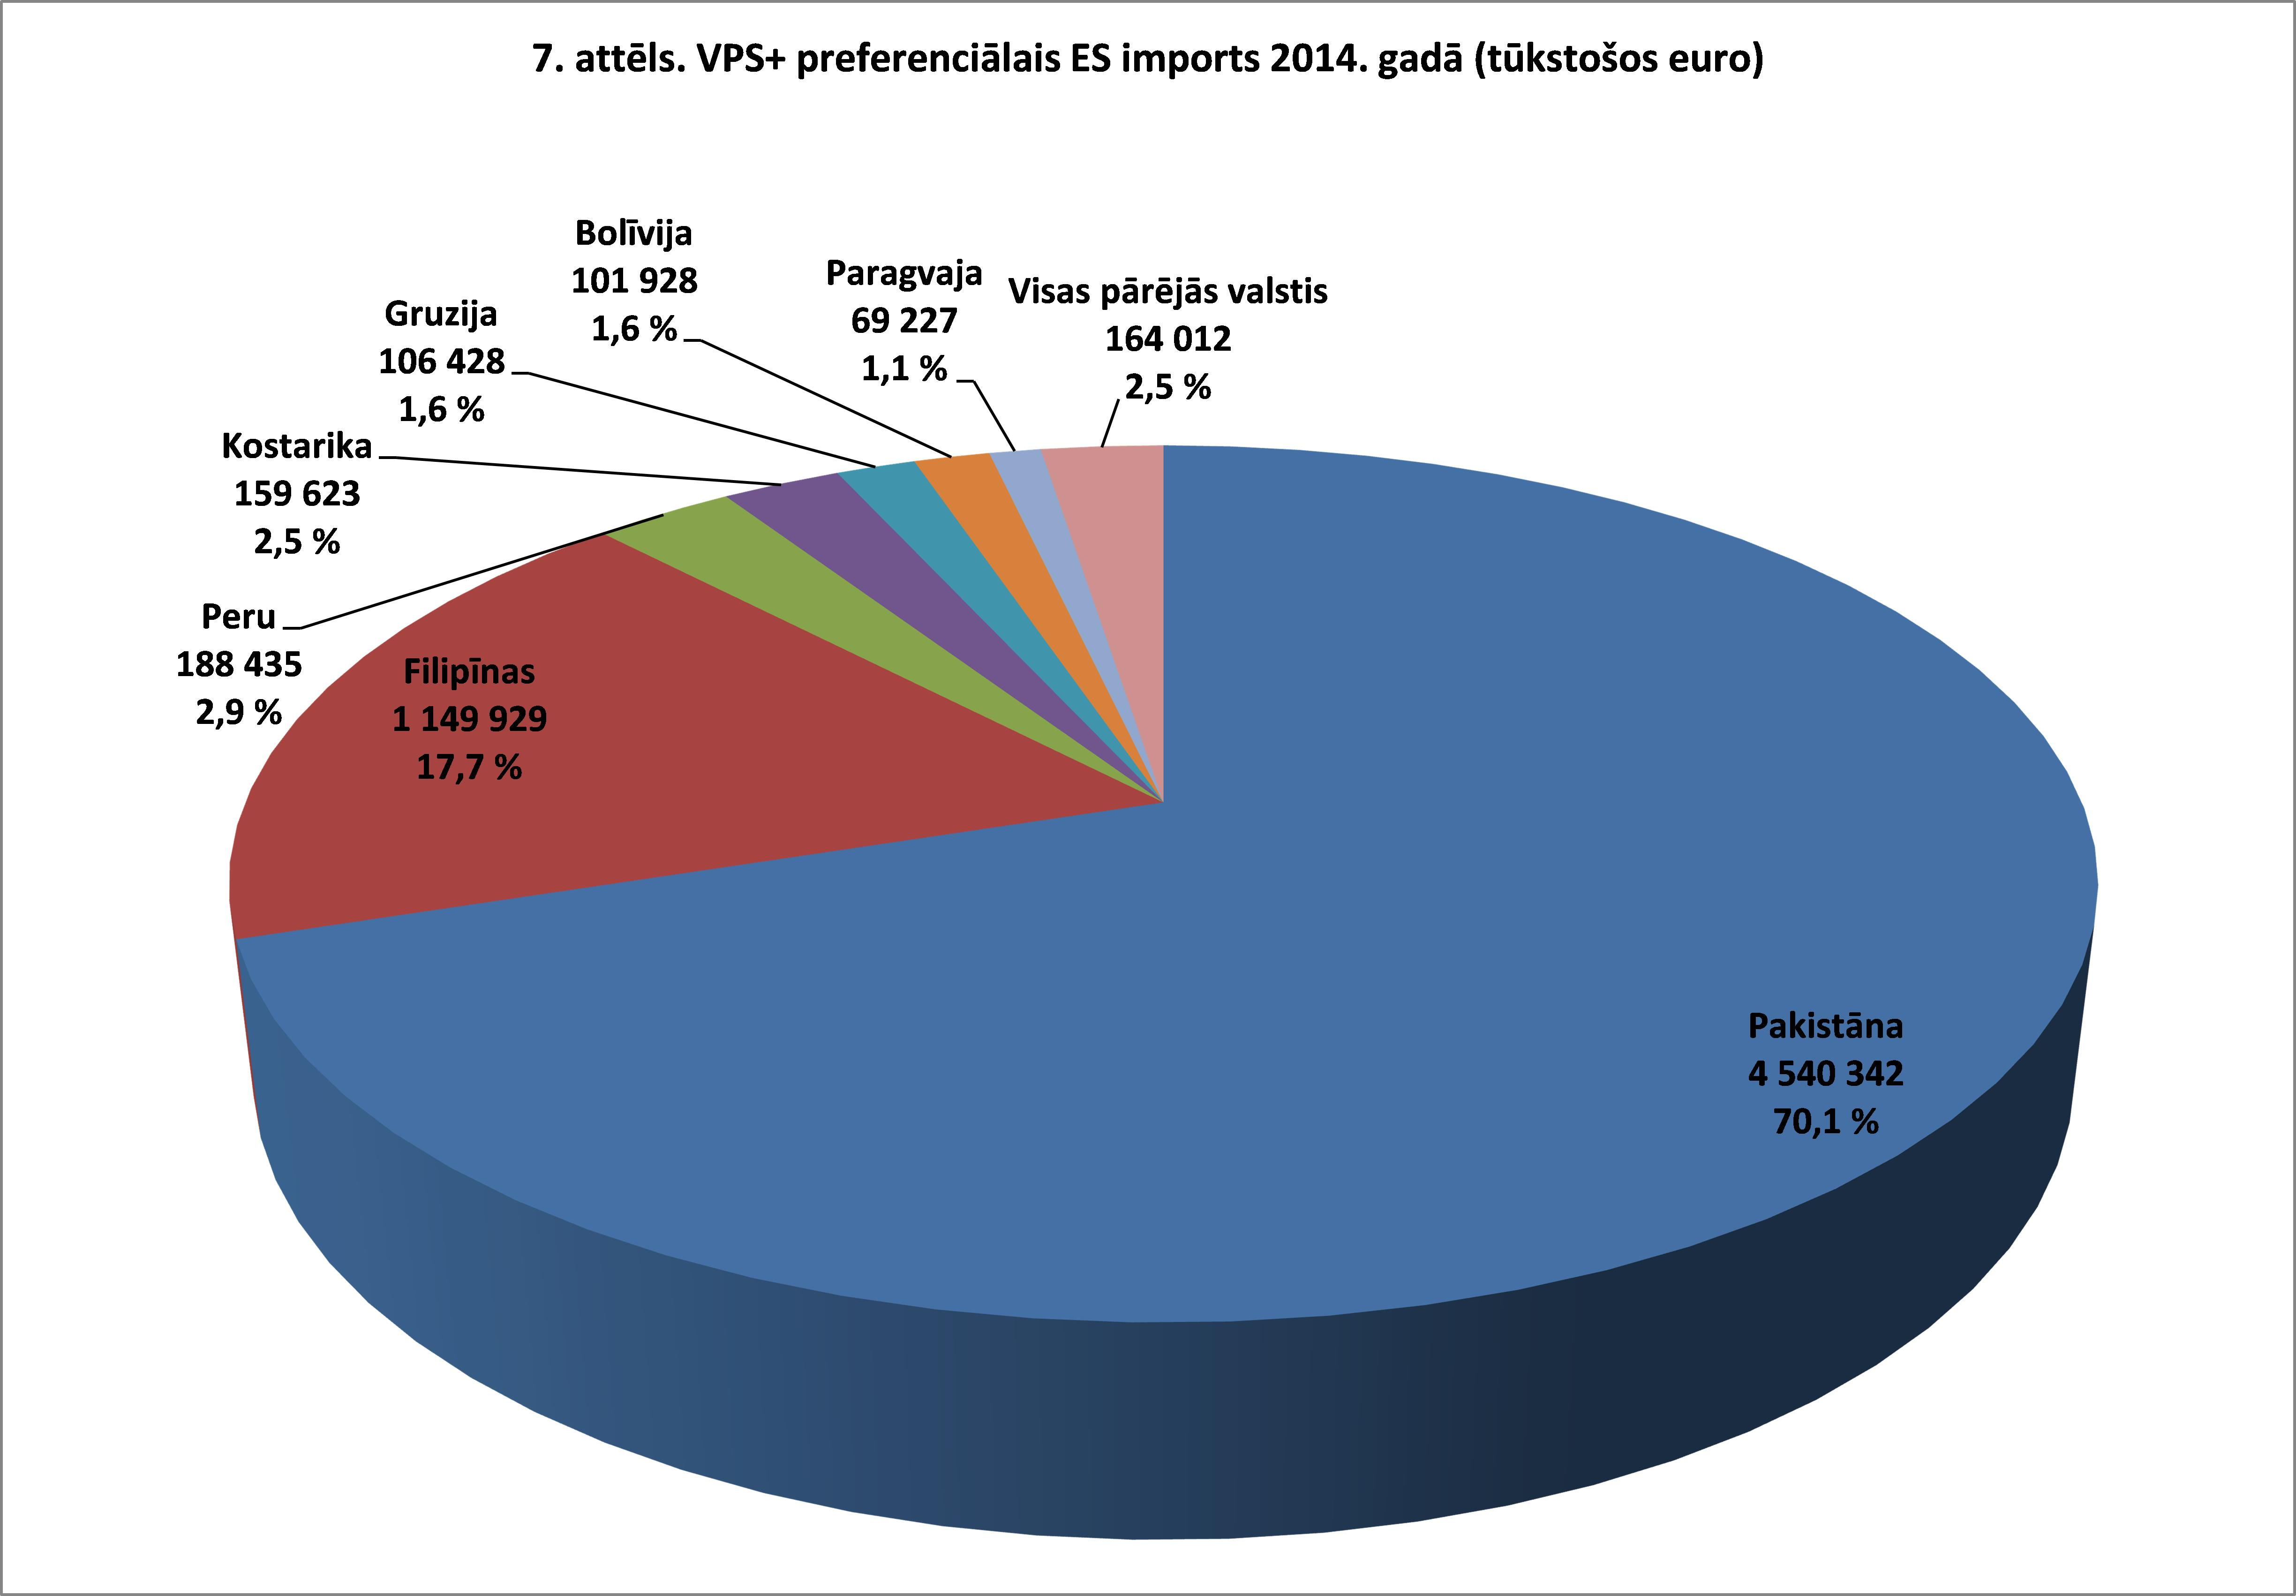 7. attēls. VPS+ preferenciālais ES imports 2014. gadā (tūkstošos euro)
Bolīvija
101 928
1,6 %
Paragvaja
69 227
1,1 %
Visas pārējās valstis
164 012
2,5 %
Gruzija
106 428
1,6 %
Kostarika
159 623
2,5 %
Peru
188 435
2,9 %
Filipīnas
1 149 929
17,7 %
Pakistāna
4 540 342
70,1 %